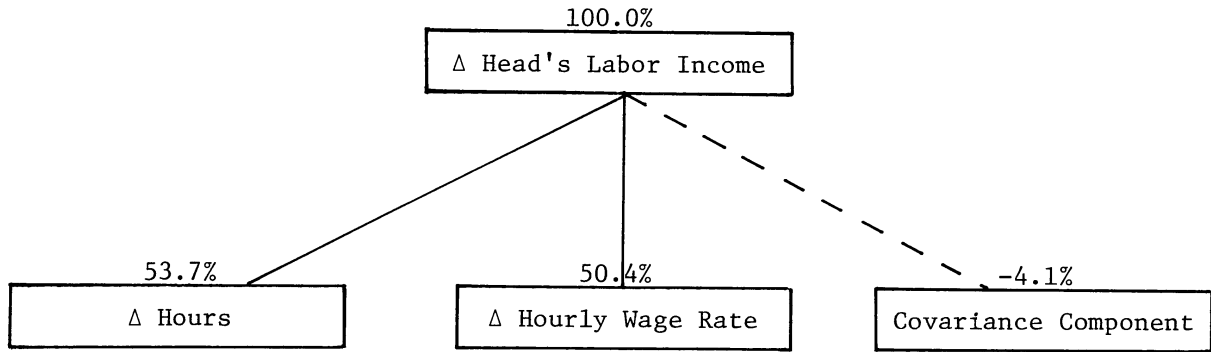 100.0%
Δ Head's Labor Income
53.7%
50.4%
-4.1%
Δ Hours
Δ Hourly Wage Rate
Covariance Component